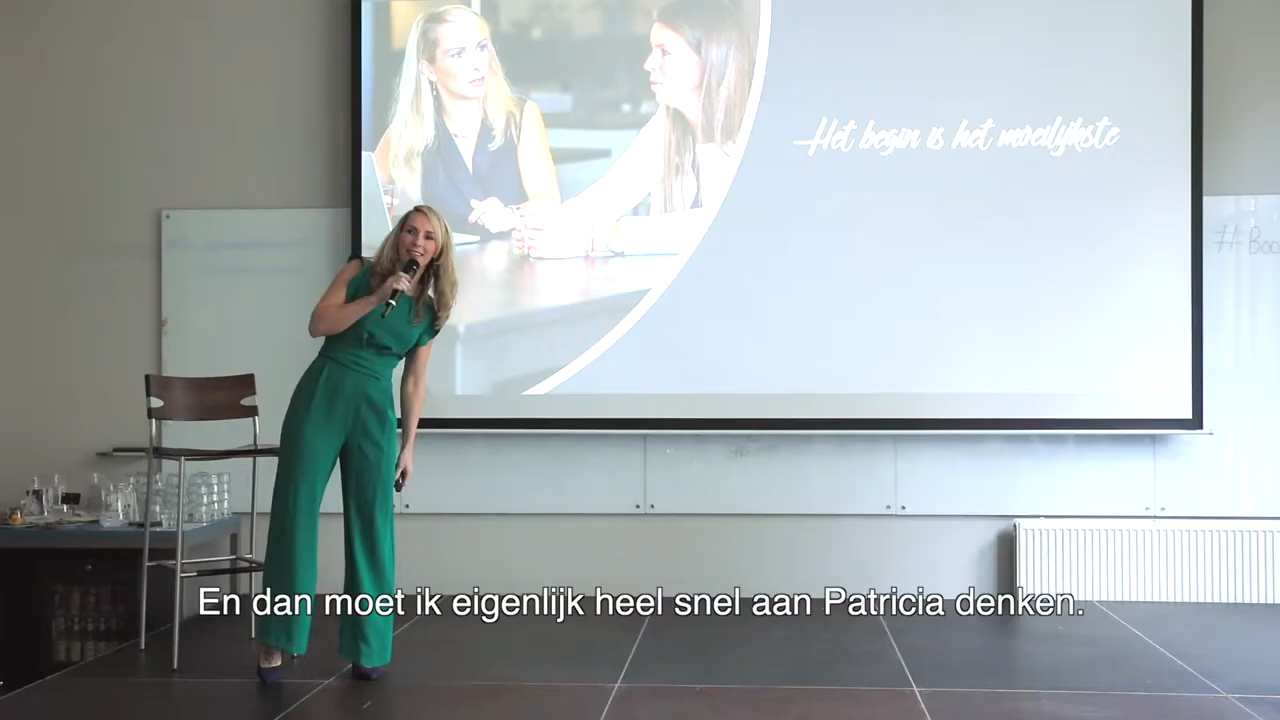 Het begin is het moeilijkste
En dan moet ik eigenlijk heel snel aan Patricia denken.